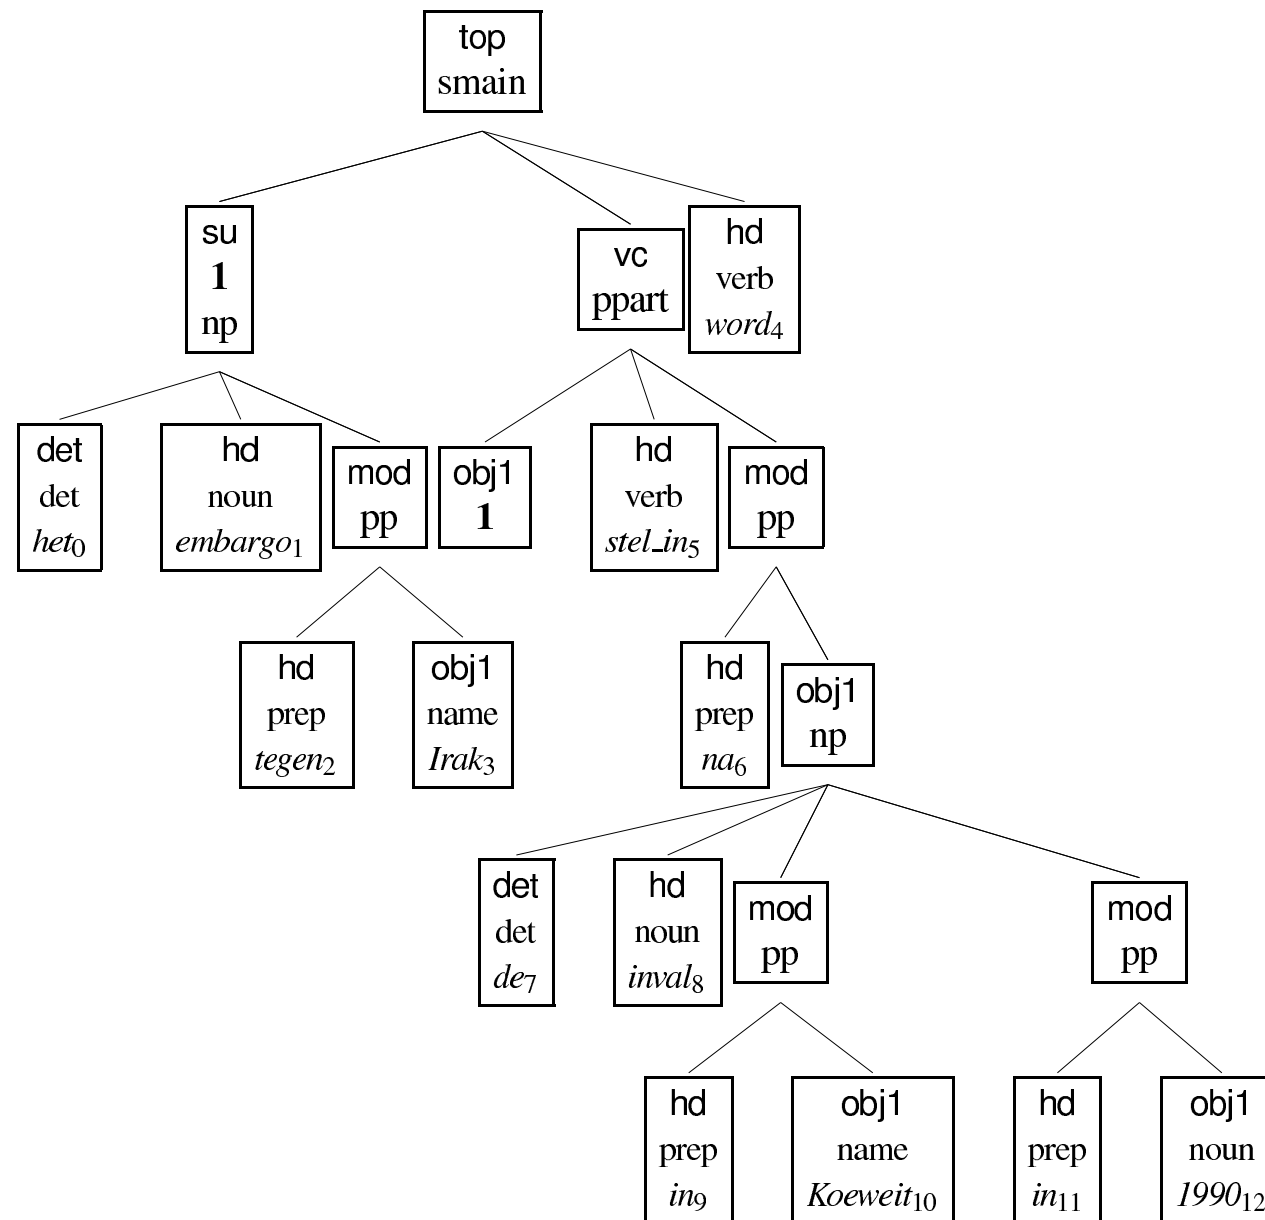 top
smain
su
1
np
vc
ppart
hd
verb
word4
det
det
het0
hd
noun
embargo1
mod
pp
obj1
1
hd
verb
stel_in5
mod
pp
hd
prep
tegen2
obj1
name
Irak3
hd
prep
na6
obj1
np
det
det
de7
hd
noun
inval8
mod
pp
mod
pp
hd
prep
in9
obj1
name
Koeweit10
hd
prep
in11
obj1
noun
199012